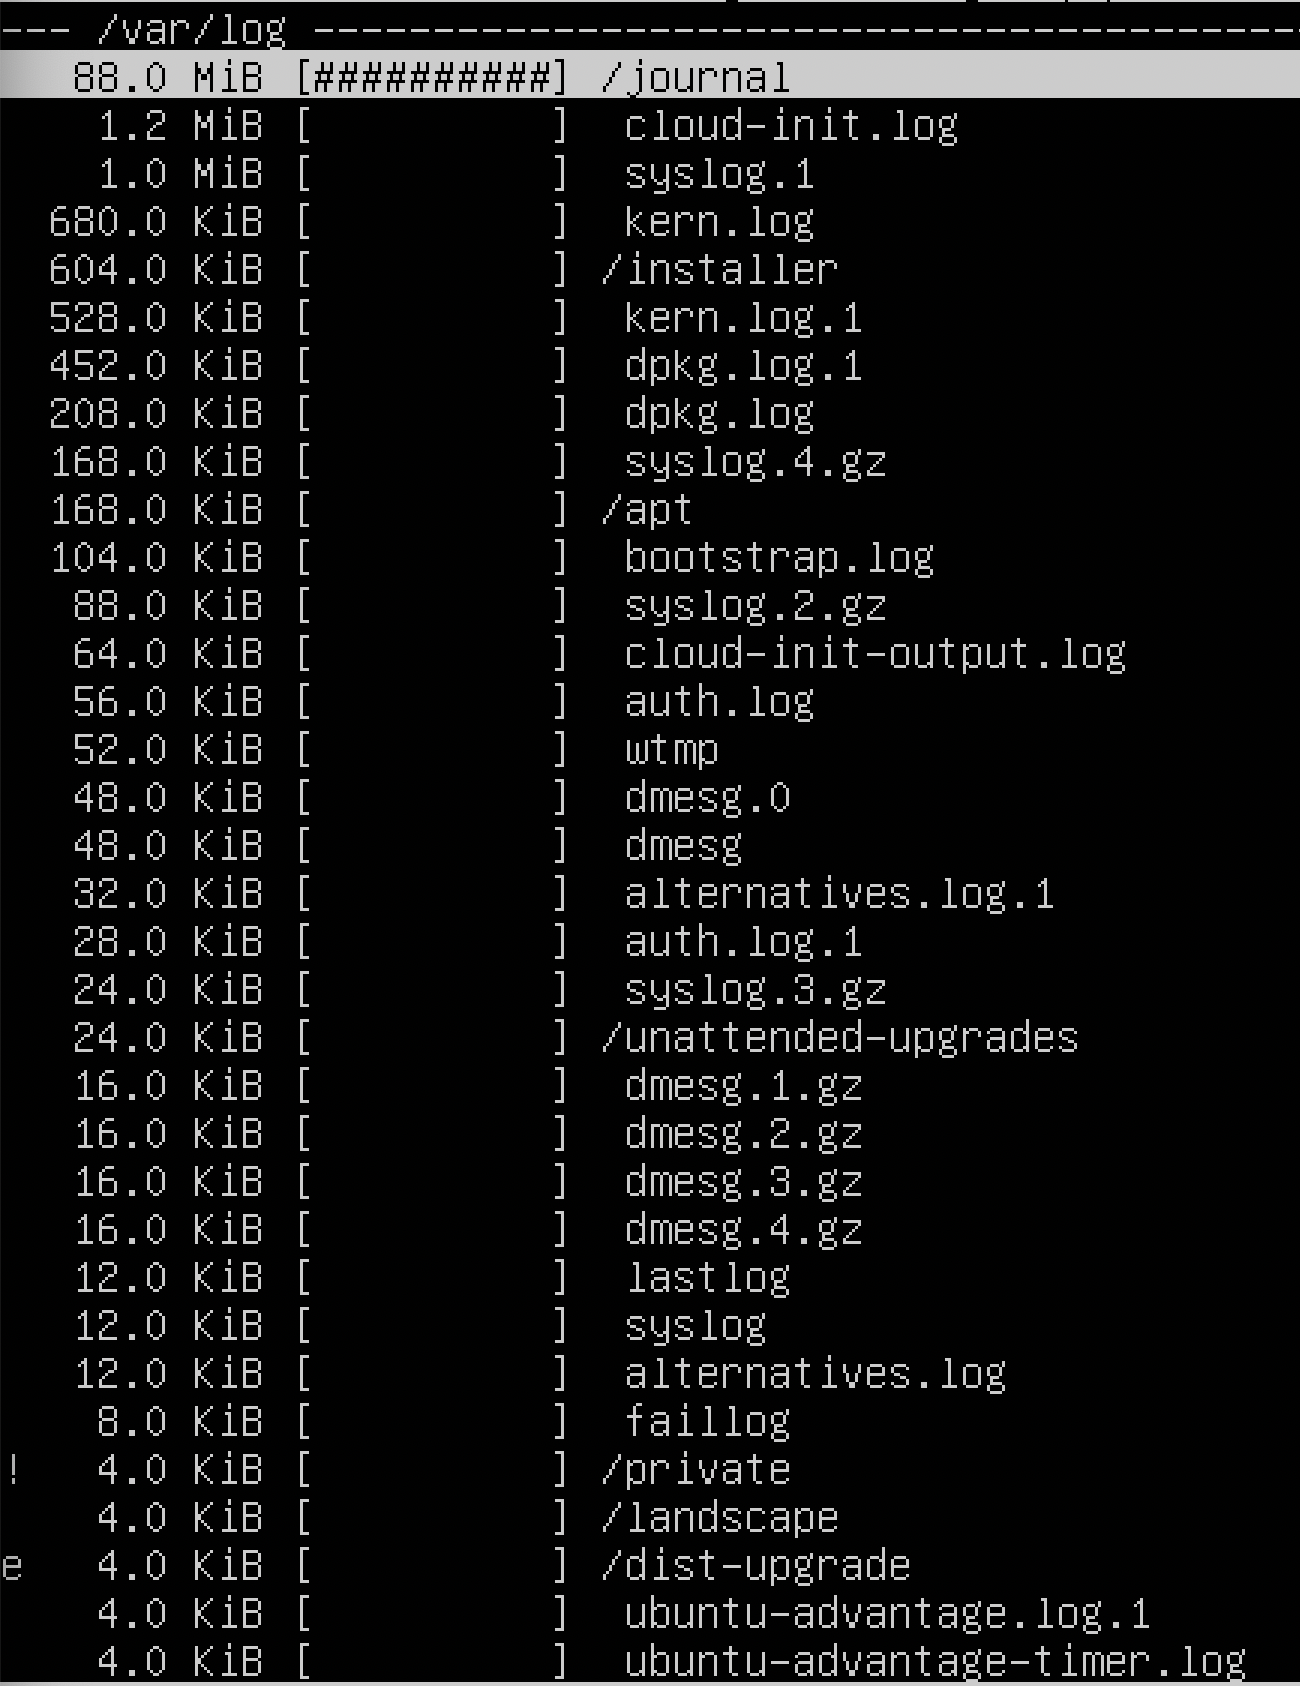 --- /var/log ------------------------------------------
88.0 MiB [##########] /journal
1.2 MiB [          ]  cloud-init.log
1.0 MiB [          ]  syslog.1
680.0 KiB [          ]  kern.log
604.0 KiB [          ] /installer
528.0 KiB [          ]  kern.log.1
452.0 KiB [          ]  dpkg.log.1
208.0 KiB [          ]  dpkg.log
168.0 KiB [          ]  syslog.4.gz
168.0 KiB [          ] /apt
104.0 KiB [          ]  bootstrap.log
88.0 KiB [          ]  syslog.2.gz
64.0 KiB [          ]  cloud-init-output.log
56.0 KiB [          ]  auth.log
52.0 KiB [          ]  wtmp
48.0 KiB [          ]  dmesg.0
48.0 KiB [          ]  dmesg
32.0 KiB [          ]  alternatives.log.1
28.0 KiB [          ]  auth.log.1
24.0 KiB [          ]  syslog.3.gz
24.0 KiB [          ] /unattended-upgrades
16.0 KiB [          ]  dmesg.1.gz
16.0 KiB [          ]  dmesg.2.gz
16.0 KiB [          ]  dmesg.3.gz
16.0 KiB [          ]  dmesg.4.gz
12.0 KiB [          ]  lastlog
12.0 KiB [          ]  syslog
12.0 KiB [          ]  alternatives.log
8.0 KiB [          ]  faillog
! 4.0 KiB [          ] /private
4.0 KiB [          ] /landscape
e 4.0 KiB [          ] /dist-upgrade
4.0 KiB [          ]  ubuntu-advantage.log.1
4.0 KiB [          ]  ubuntu-advantage-timer.log